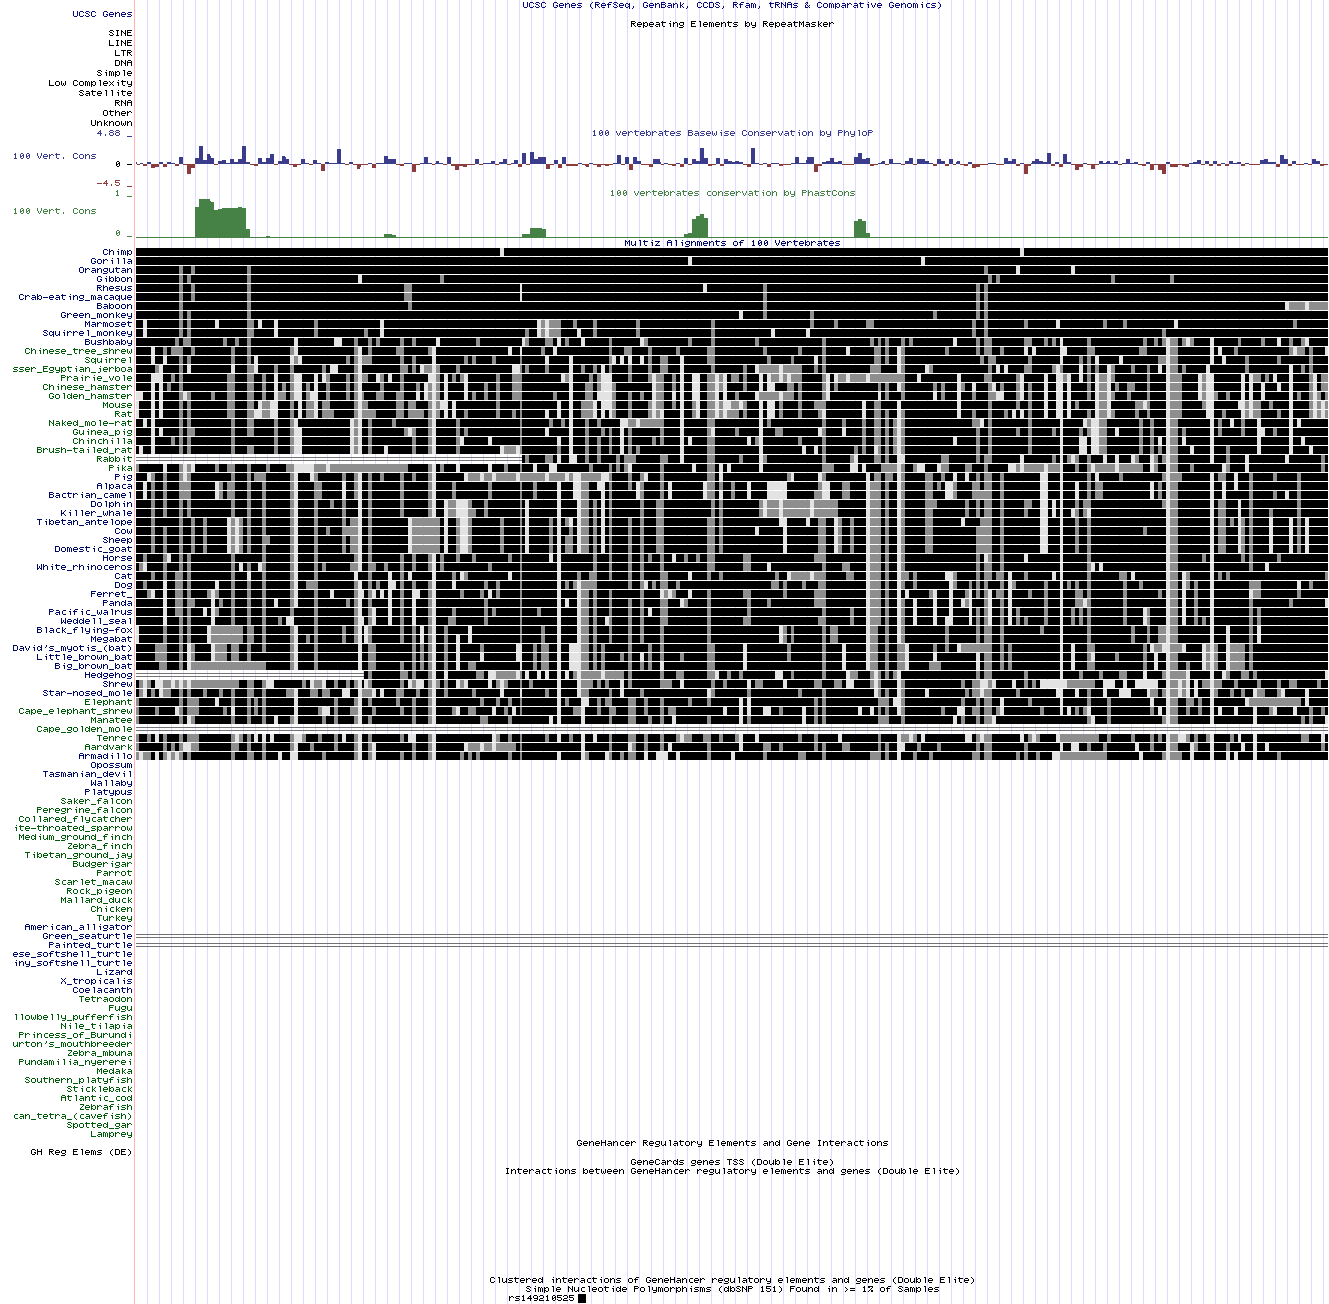 UCSC Genes (RefSeq, GenBank, CCDS, Rfam, tRNAs & Comparative Genomics)
UCSC Genes
Repeating Elements by RepeatMasker
SINE
LINE
LTR
DNA
Simple
Low Complexity
Satellite
RNA
Other
Unknown
4.88 _
100 vertebrates Basewise Conservation by PhyloP
100 Vert. Cons
0 -
-4.5 _
1 _
100 vertebrates conservation by PhastCons
100 Vert. Cons
0 _
Multiz Alignments of 100 Vertebrates
Chimp
Gorilla
Orangutan
Gibbon
Rhesus
Crab-eating_macaque
Baboon
Green_monkey
Marmoset
Squirrel_monkey
Bushbaby
Chinese_tree_shrew
Squirrel
sser_Egyptian_jerboa
Prairie_vole
Chinese_hamster
Golden_hamster
Mouse
Rat
Naked_mole-rat
Guinea_pig
Chinchilla
Brush-tailed_rat
Rabbit
Pika
Pig
Alpaca
Bactrian_camel
Dolphin
Killer_whale
Tibetan_antelope
Cow
Sheep
Domestic_goat
Horse
White_rhinoceros
Cat
Dog
Ferret_
Panda
Pacific_walrus
Weddell_seal
Black_flying-fox
Megabat
David's_myotis_(bat)
Little_brown_bat
Big_brown_bat
Hedgehog
Shrew
Star-nosed_mole
Elephant
Cape_elephant_shrew
Manatee
Cape_golden_mole
Tenrec
Aardvark
Armadillo
Opossum
Tasmanian_devil
Wallaby
Platypus
Saker_falcon
Peregrine_falcon
Collared_flycatcher
ite-throated_sparrow
Medium_ground_finch
Zebra_finch
Tibetan_ground_jay
Budgerigar
Parrot
Scarlet_macaw
Rock_pigeon
Mallard_duck
Chicken
Turkey
American_alligator
Green_seaturtle
Painted_turtle
ese_softshell_turtle
iny_softshell_turtle
Lizard
X_tropicalis
Coelacanth
Tetraodon
Fugu
llowbelly_pufferfish
Nile_tilapia
Princess_of_Burundi
urton's_mouthbreeder
Zebra_mbuna
Pundamilia_nyererei
Medaka
Southern_platyfish
Stickleback
Atlantic_cod
Zebrafish
can_tetra_(cavefish)
Spotted_gar
Lamprey
GeneHancer Regulatory Elements and Gene Interactions
GH Reg Elems (DE)
GeneCards genes TSS (Double Elite)
Interactions between GeneHancer regulatory elements and genes (Double Elite)
Clustered interactions of GeneHancer regulatory elements and genes (Double Elite)
Simple Nucleotide Polymorphisms (dbSNP 151) Found in >= 1% of Samples
rs149210525